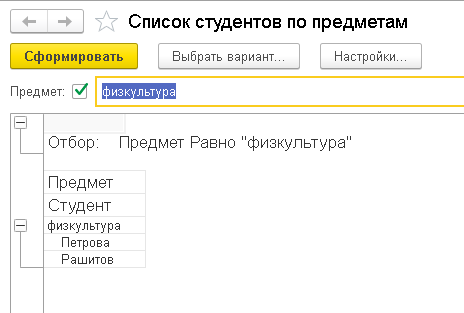 Список студентов по предметам
Сформировать Выбрать вариант... Настройки...
Предмет: физкультура
Отбор: Предмет Равно "физкультура"
Предмет
Студент
физкультура
Петрова
Рашитов